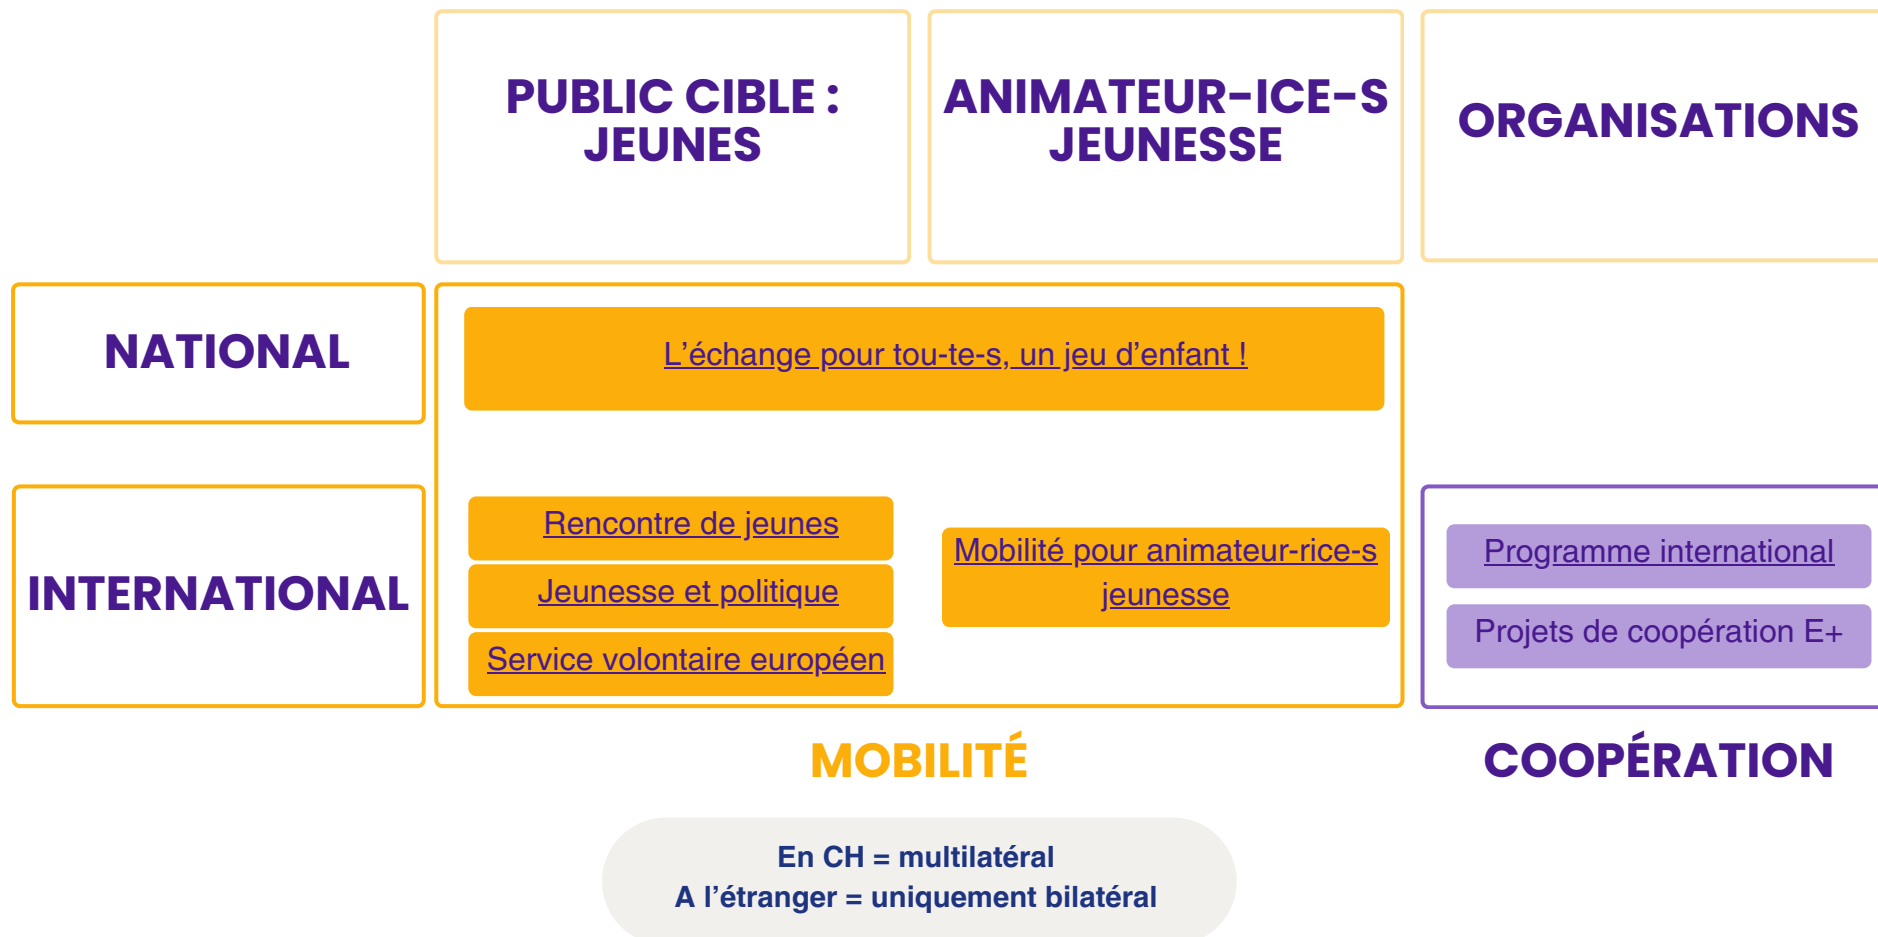 PUBLIC CIBLE :
JEUNES
ANIMATEUR-ICE-S
JEUNESSE
ORGANISATIONS
NATIONAL
L'échange pour tou-te-s, un jeu d'enfant !
INTERNATIONAL
Rencontre de jeunes
Jeunesse et politique
Service volontaire européen
Mobilité pour animateur-rice-s
jeunesse
Programme international
Projets de coopération E+
MOBILITÉ
COOPÉRATION
En CH = multilatéral
A l'étranger = uniquement bilatéral